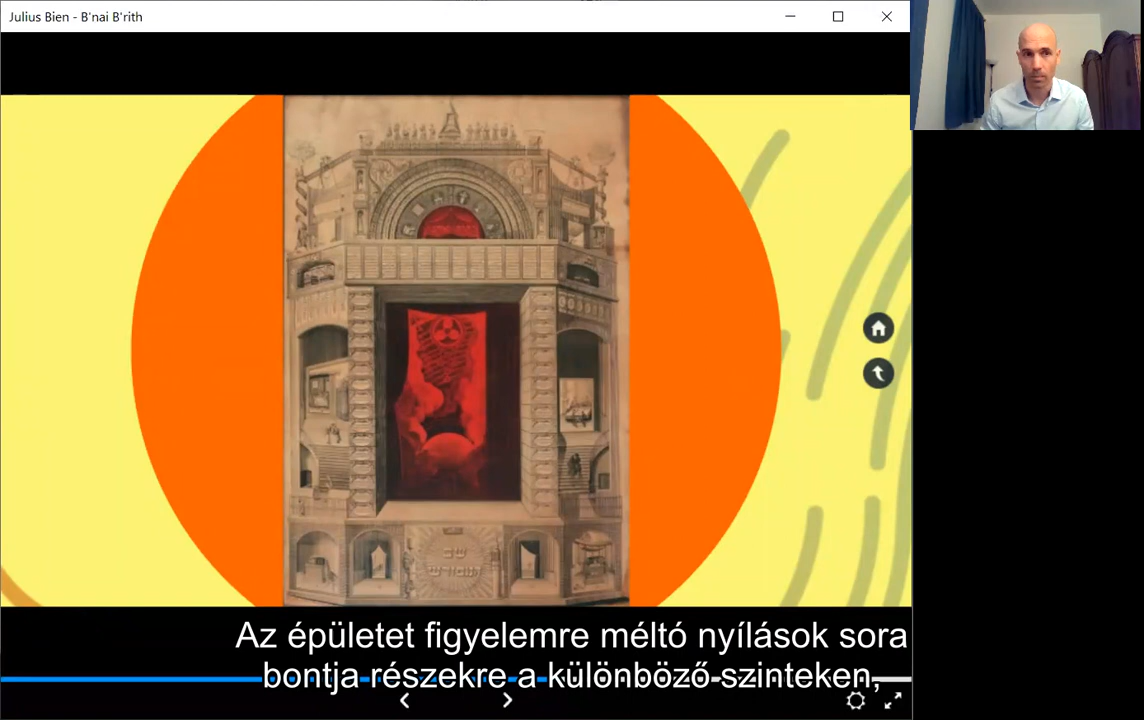 Julius Bien - B'nai B'rith
Az épületet figyelemre méltó nyílások sora
bontja részekre a különböző szinteken,